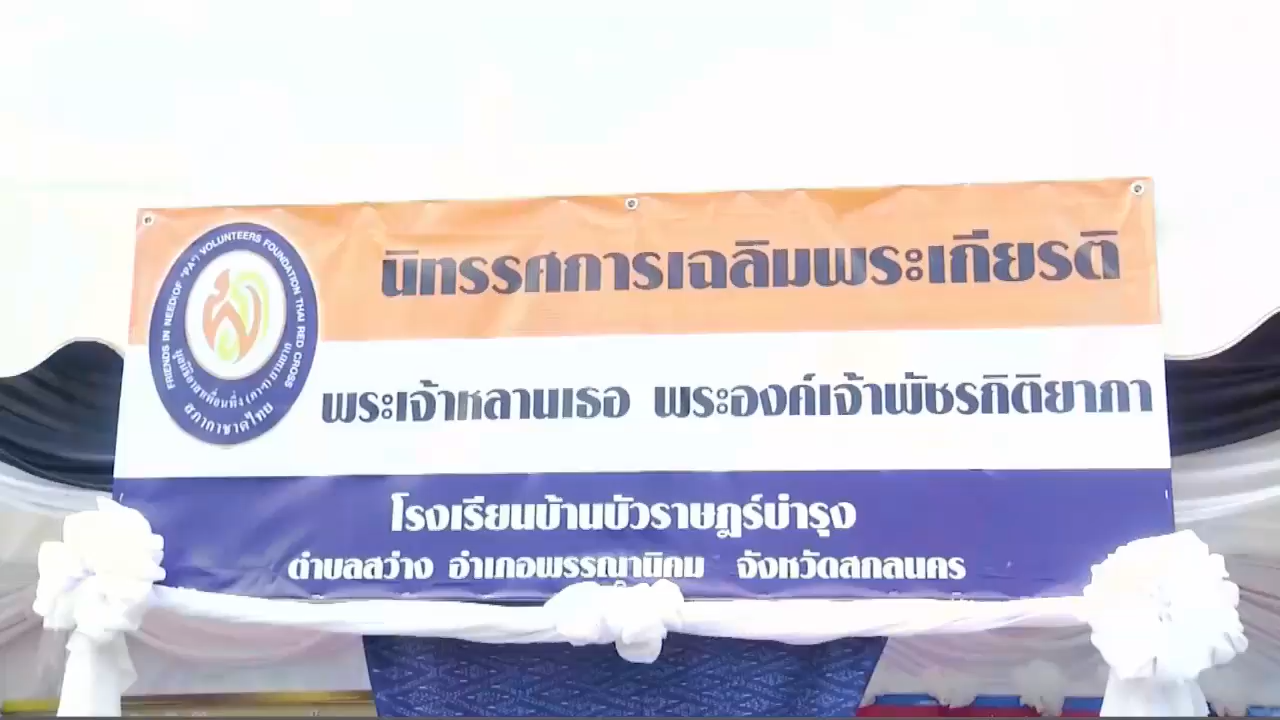 นิทรรศการเฉลิมพระเกียรติ
พระเจ้าหลานเธอ พระองค์เจ้าพัชรกิติยาภา
โรงเรียนบ้านบัวราษฎร์บำรุง
ตำบลสว่าง อำเภอพรรณานิคม จังหวัดสกลนคร
FRIENDS IN NEED(OF "PA") VOLUNTEERS FOUNDATION THAI RED CROSS
มูลนิธิอาสาเพื่อนพึ่ง (ภาฯ) ยามยาก
สภากาชาดไทย